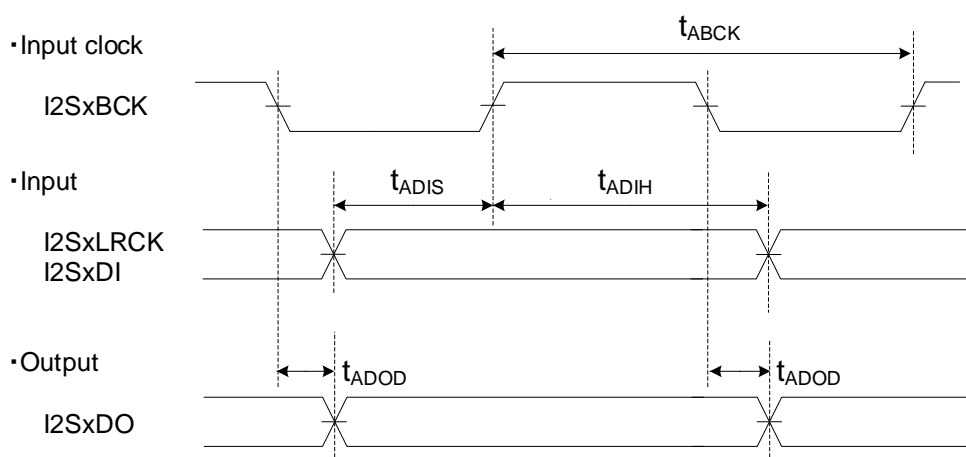 ・Input clock
tABCK
I2SxBCK
・Input
tADIS
tADIH
I2SxLRCK
I2SxDI
・Output
tADOD
tADOD
I2SxDO